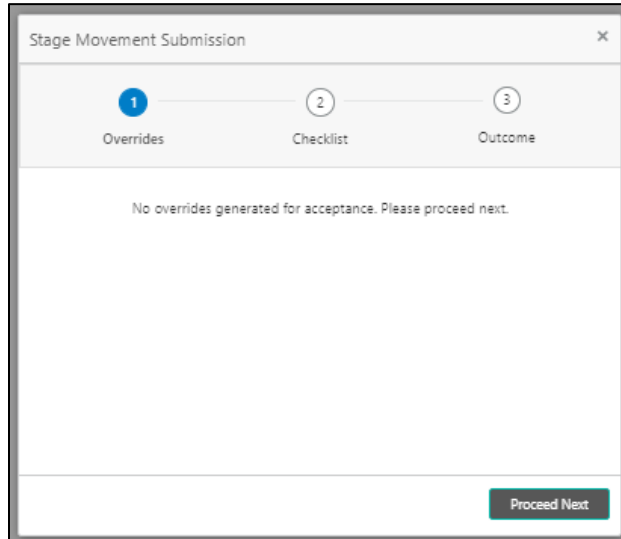 Stage Movement Submission ×
1 2 3
Overrides Checklist Outcome
No overrides generated for acceptance. Please proceed next.
Proceed Next